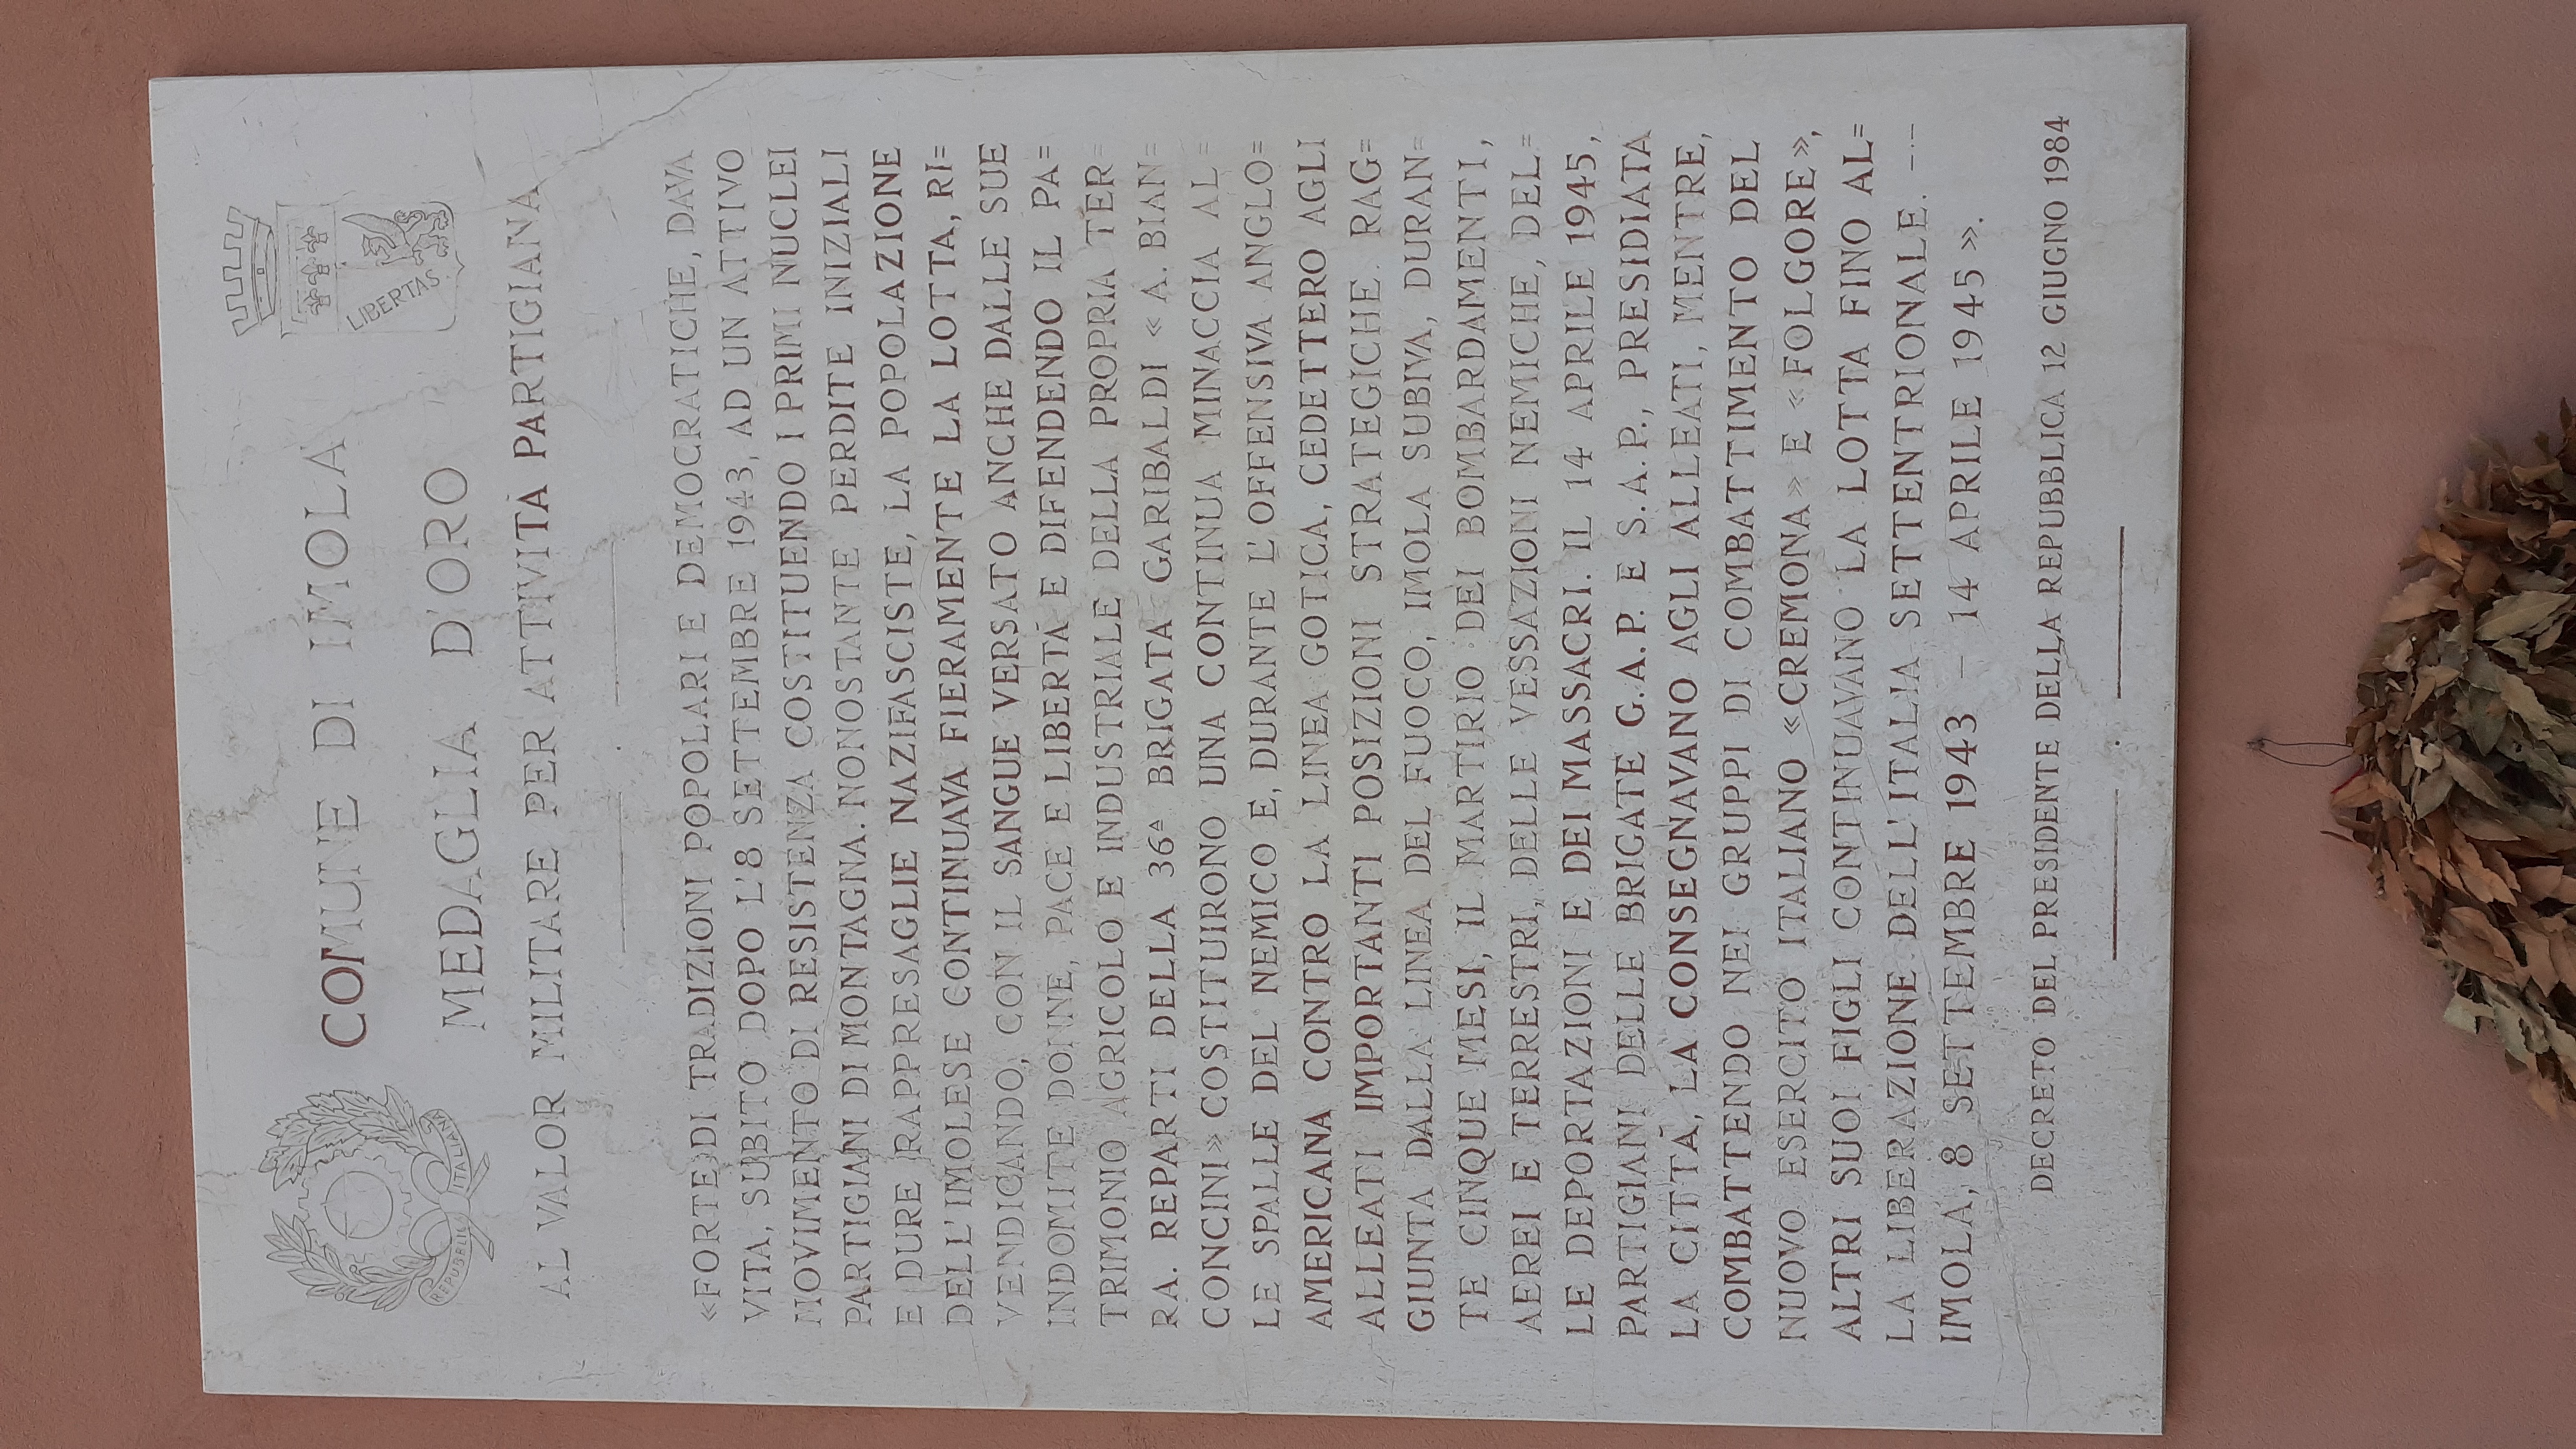 REPUBBLICA ITALIANA
LIBERTAS
COMUNE DI IMOLA
MEDAGLIA D'ORO
AL VALOR MILITARE PER ATTIVITÀ PARTIGIANA
«FORTE DI TRADIZIONI POPOLARI E DEMOCRATICHE, DAVA
VITA, SUBITO DOPO L'8 SETTEMBRE 1943, AD UN ATTIVO
MOVIMENTO DI RESISTENZA COSTITUENDO I PRIMI NUCLEI
PARTIGIANI DI MONTAGNA. NONOSTANTE PERDITE INIZIALI
E DURE RAPPRESAGLIE NAZIFASCISTE, LA POPOLAZIONE
DELL'IMOLESE CONTINUAVA FIERAMENTE LA LOTTA, RI=
VENDICANDO, CON IL SANGUE VERSATO ANCHE DALLE SUE
INDOMITE DONNE, PACE E LIBERTÀ E DIFENDENDO IL PA=
TRIMONIO AGRICOLO E INDUSTRIALE DELLA PROPRIA TER=
RA. REPARTI DELLA 36ª BRIGATA GARIBALDI « A. BIAN=
CONCINI» COSTITUIRONO UNA CONTINUA MINACCIA AL=
LE SPALLE DEL NEMICO E, DURANTE L'OFFENSIVA ANGLO=
AMERICANA CONTRO LA LINEA GOTICA, CEDETTERO AGLI
ALLEATI IMPORTANTI POSIZIONI STRATEGICHE. RAG=
GIUNTA DALLA LINEA DEL FUOCO, IMOLA SUBIVA, DURAN=
TE CINQUE MESI, IL MARTIRIO DEI BOMBARDAMENTI,
AEREI E TERRESTRI, DELLE VESSAZIONI NEMICHE, DEL=
LE DEPORTAZIONI E DEI MASSACRI. IL 14 APRILE 1945,
PARTIGIANI DELLE BRIGATE G.A.P. E S.A.P., PRESIDIATA
LA CITTÀ, LA CONSEGNAVANO AGLI ALLEATI, MENTRE,
COMBATTENDO NEI GRUPPI DI COMBATTIMENTO DEL
NUOVO ESERCITO ITALIANO «CREMONA» E «FOLGORE»,
ALTRI SUOI FIGLI CONTINUAVANO LA LOTTA FINO AL=
LA LIBERAZIONE DELL'ITALIA SETTENTRIONALE. —·—
IMOLA, 8 SETTEMBRE 1943 – 14 APRILE 1945 ».
DECRETO DEL PRESIDENTE DELLA REPUBBLICA 12 GIUGNO 1984